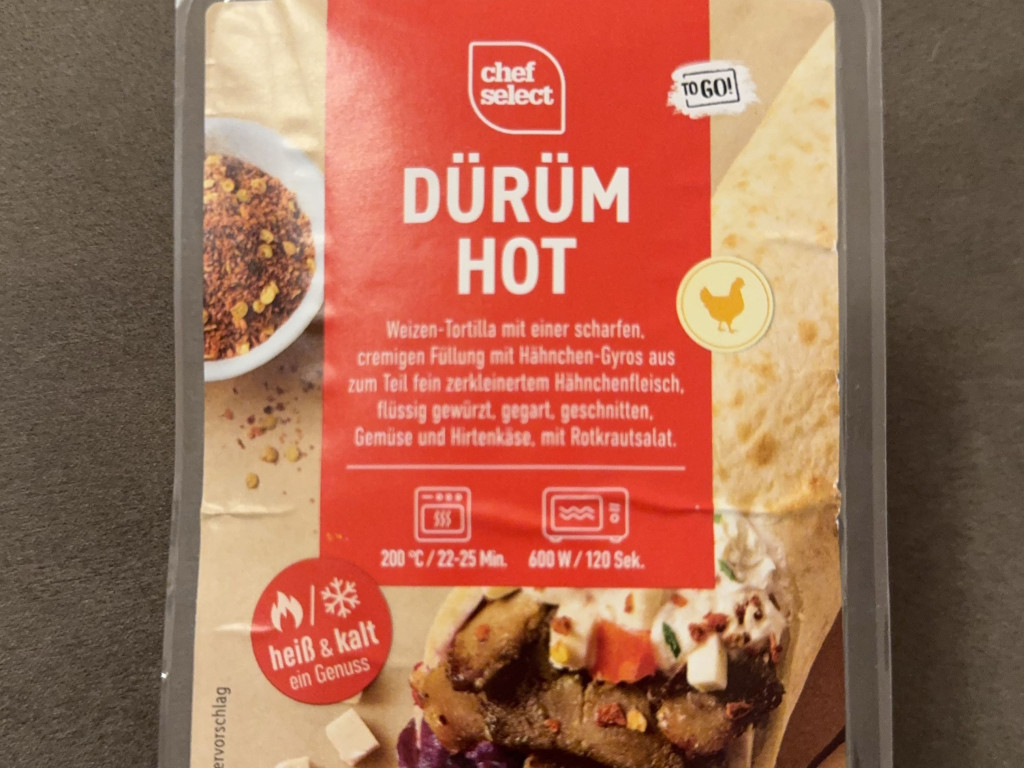 chef
select
TO GO!
DÜRÜM
HOT
Weizen-Tortilla mit einer scharfen,
cremigen Füllung mit Hähnchen-Gyros aus
zum Teil fein zerkleinertem Hähnchenfleisch,
flüssig gewürzt, gegart, geschnitten,
Gemüse und Hirtenkäse, mit Rotkrautsalat.
200 °C / 22-25 Min. 600 W / 120 Sek.
heiß & kalt
ein Genuss
ervorschlag